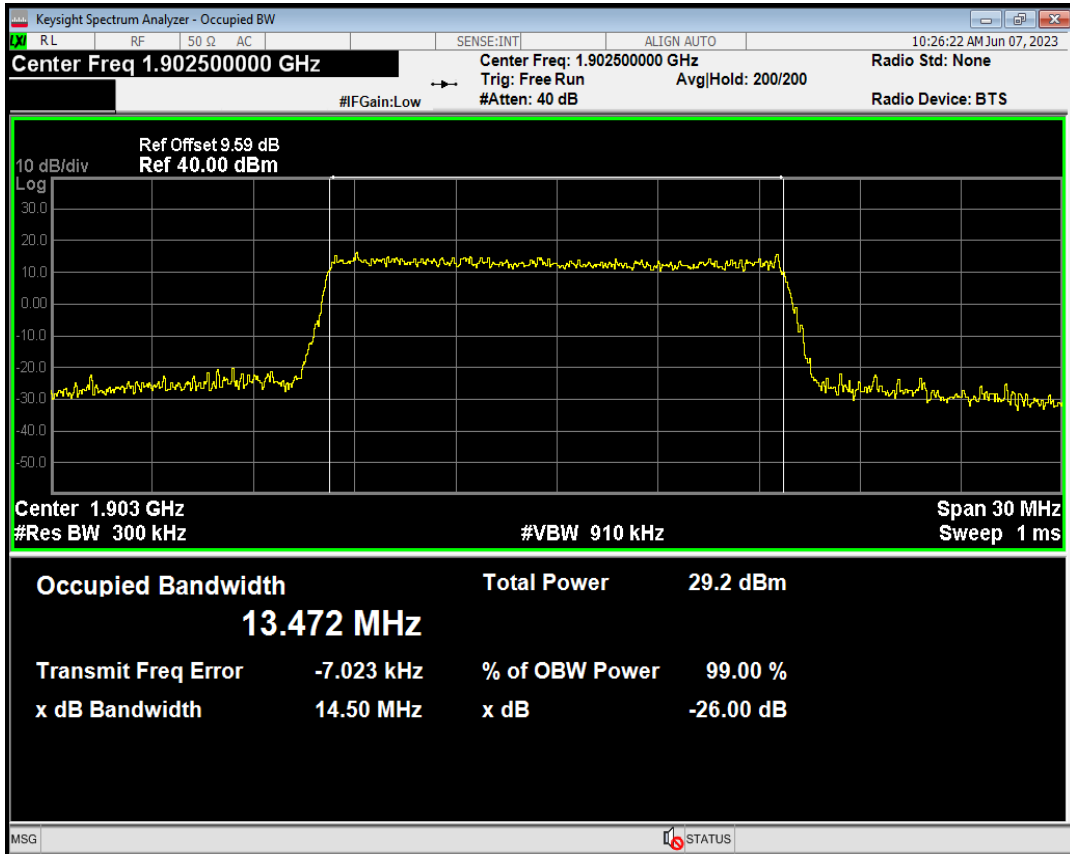 Keysight Spectrum Analyzer - Occupied BW
LXI RL RF 50 Ω AC SENSE:INT ALIGN AUTO 10:26:22 AM Jun 07, 2023
Center Freq 1.902500000 GHz
Center Freq: 1.902500000 GHz
Radio Std: None
Trig: Free Run Avg|Hold: 200/200
#IFGain:Low #Atten: 40 dB Radio Device: BTS
Ref Offset 9.59 dB
10 dB/div Ref 40.00 dBm
Log
30.0
20.0
10.0
0.00
-10.0
-20.0
-30.0
-40.0
-50.0
Center 1.903 GHz Span 30 MHz
#Res BW 300 kHz #VBW 910 kHz Sweep 1 ms
Occupied Bandwidth Total Power 29.2 dBm
13.472 MHz
Transmit Freq Error -7.023 kHz % of OBW Power 99.00 %
x dB Bandwidth 14.50 MHz x dB -26.00 dB
MSG STATUS